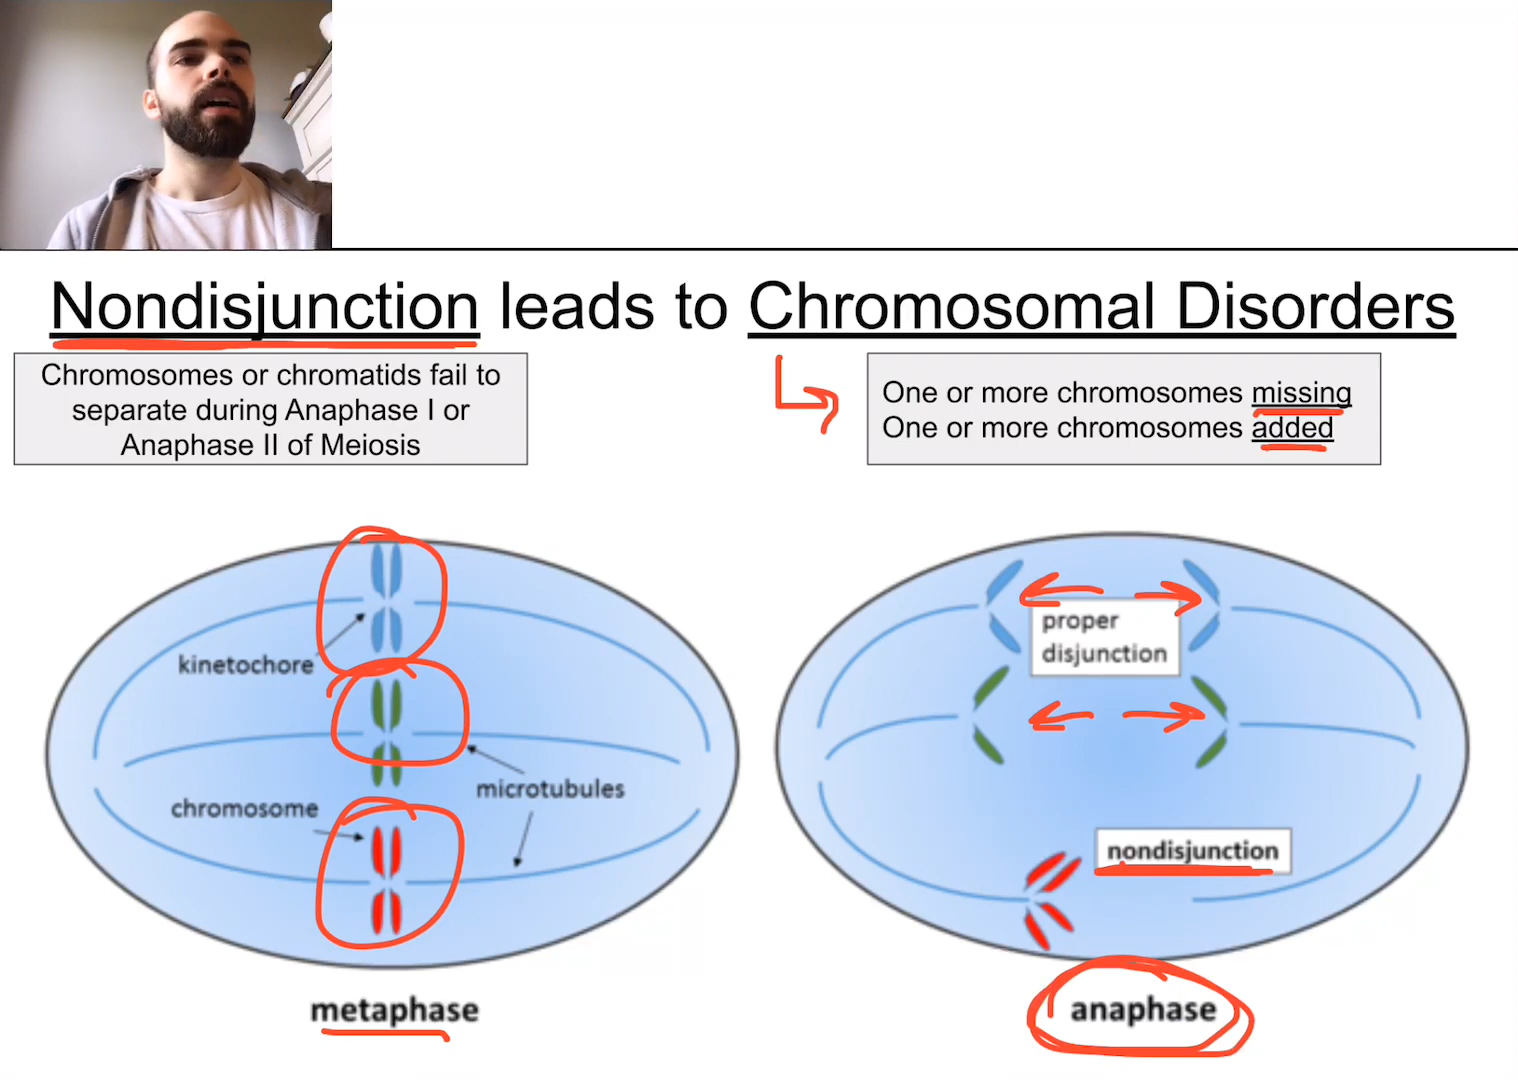 Nondisjunction leads to Chromosomal Disorders
Chromosomes or chromatids fail to
separate during Anaphase I or
Anaphase II of Meiosis
One or more chromosomes missing
One or more chromosomes added
kinetochore
chromosome
microtubules
metaphase
proper
disjunction
nondisjunction
anaphase